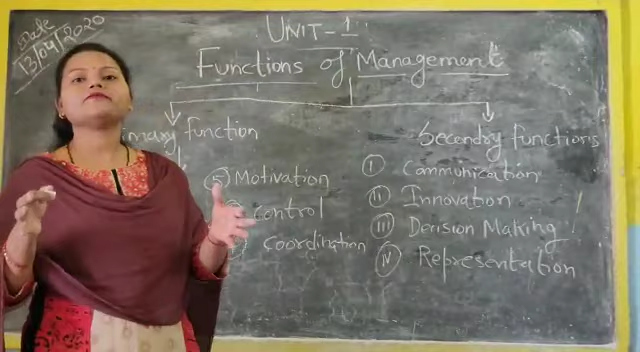 Date
13/04/2020
UNIT-1
Functions of Management
function
Secondry functions
5 Motivation
control
coordination
I Communication
II Innovation
III Decision Making
IV Representation